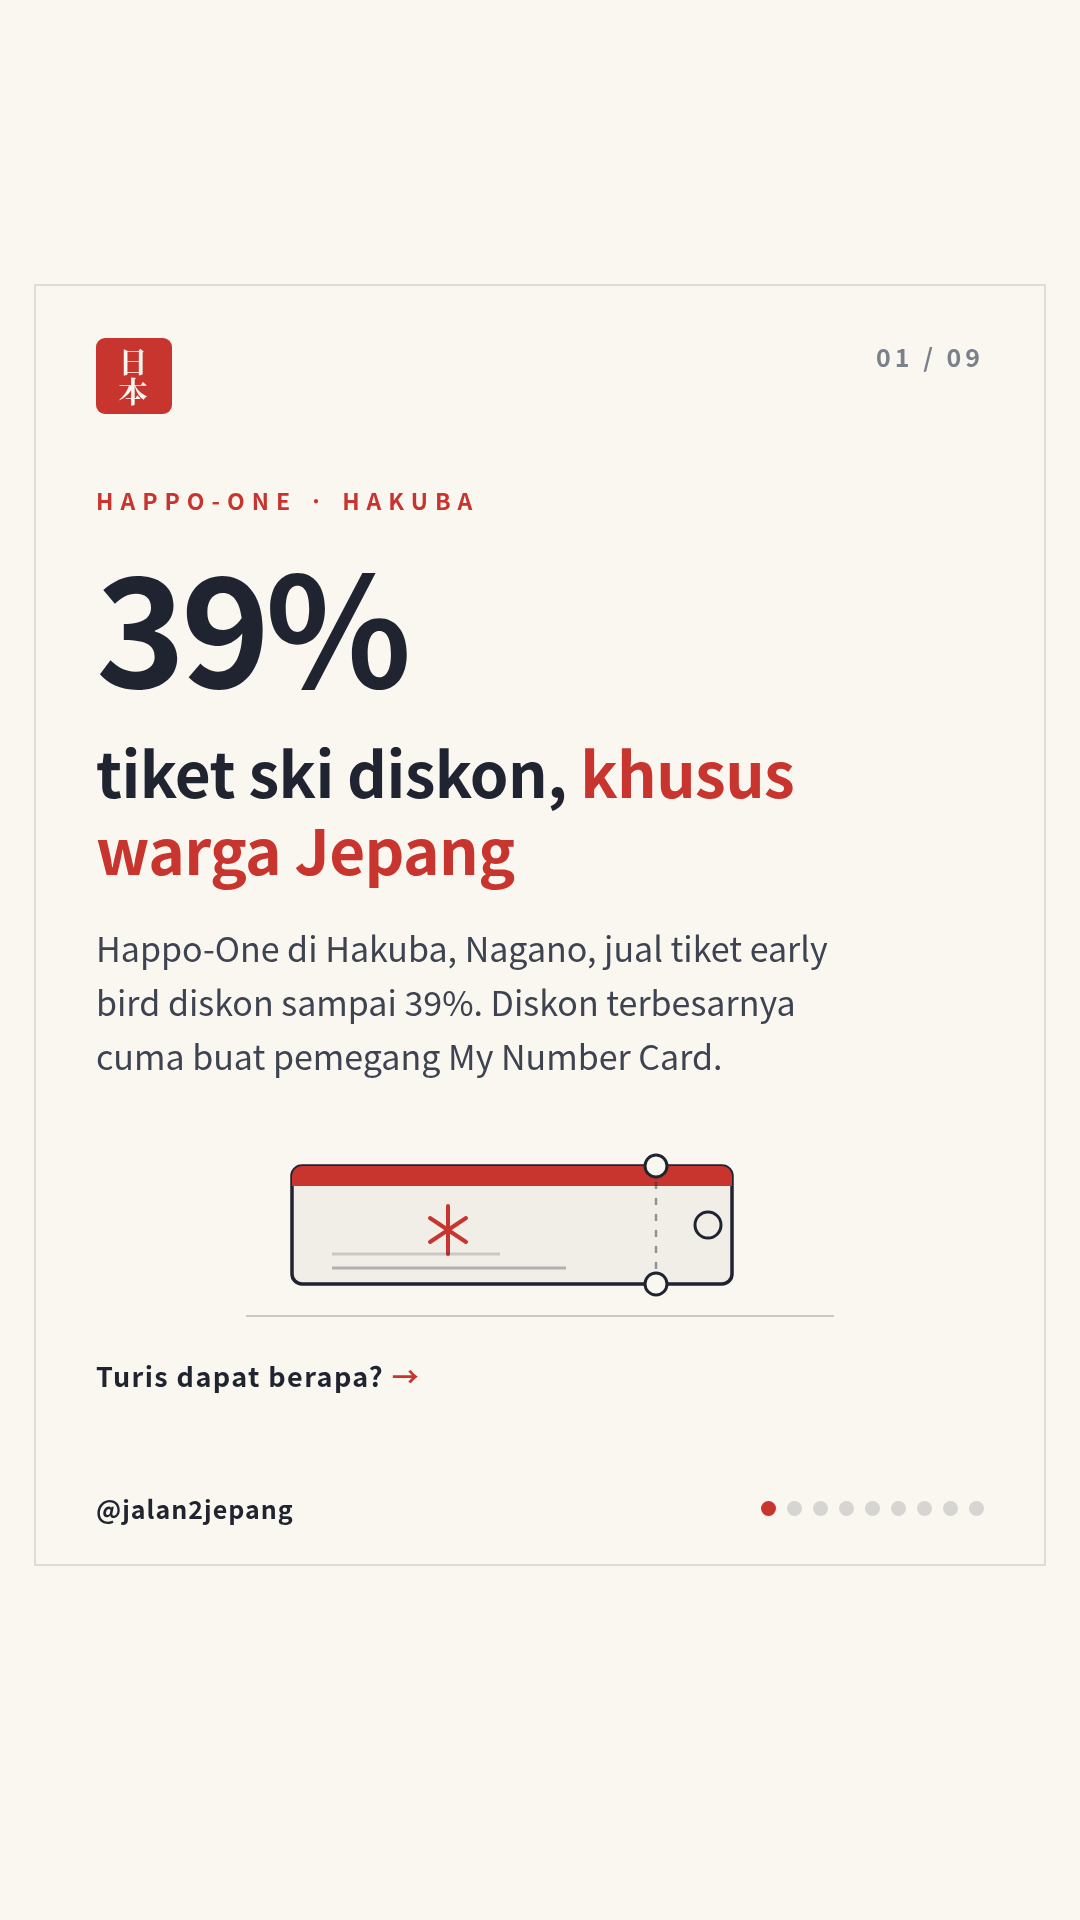 日
本
01 / 09
HAPPO-ONE · HAKUBA
39%
tiket ski diskon, khusus
warga Jepang
Happo-One di Hakuba, Nagano, jual tiket early
bird diskon sampai 39%. Diskon terbesarnya
cuma buat pemegang My Number Card.
Turis dapat berapa? →
@jalan2jepang